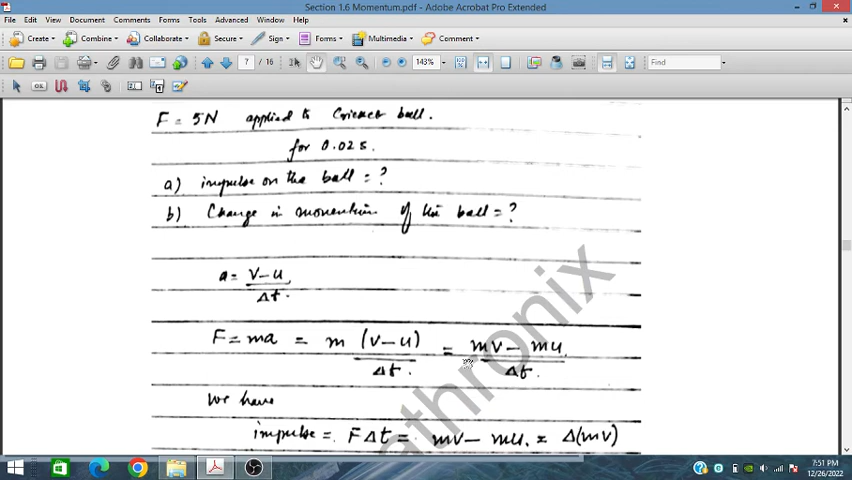 Section 1.6 Momentum.pdf - Adobe Acrobat Pro Extended
File Edit View Document Comments Forms Tools Advanced Window Help
Create Combine Collaborate Secure Sign Forms Multimedia Comment
7 / 16 143% Find
F = 5N applied to Cricket ball.
for 0.02 s.
a) impulse on the ball = ?
b) Change in momentum of the ball = ?
a = V-u / Δt.
F = ma = m (V-u) / Δt. = mV - mu. / Δt.
We have
impulse = FΔt = mV - mu. = Δ(mV)
athronix
7:51 PM
12/26/2022